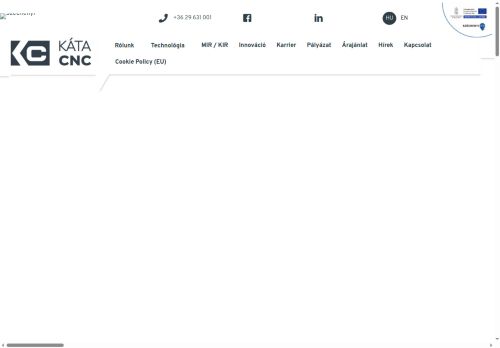 +36 29 631 001
HU EN
KÁTA
CNC
Rólunk Technológia MIR / KIR Innováció Karrier Pályázat Árajánlat Hírek Kapcsolat
Cookie Policy (EU)